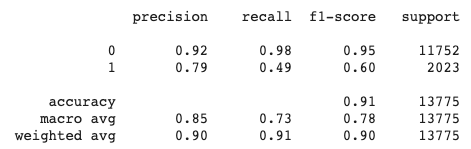 precision recall f1-score support
0 0.92 0.98 0.95 11752
1 0.79 0.49 0.60 2023
accuracy 0.91 13775
macro avg 0.85 0.73 0.78 13775
weighted avg 0.90 0.91 0.90 13775